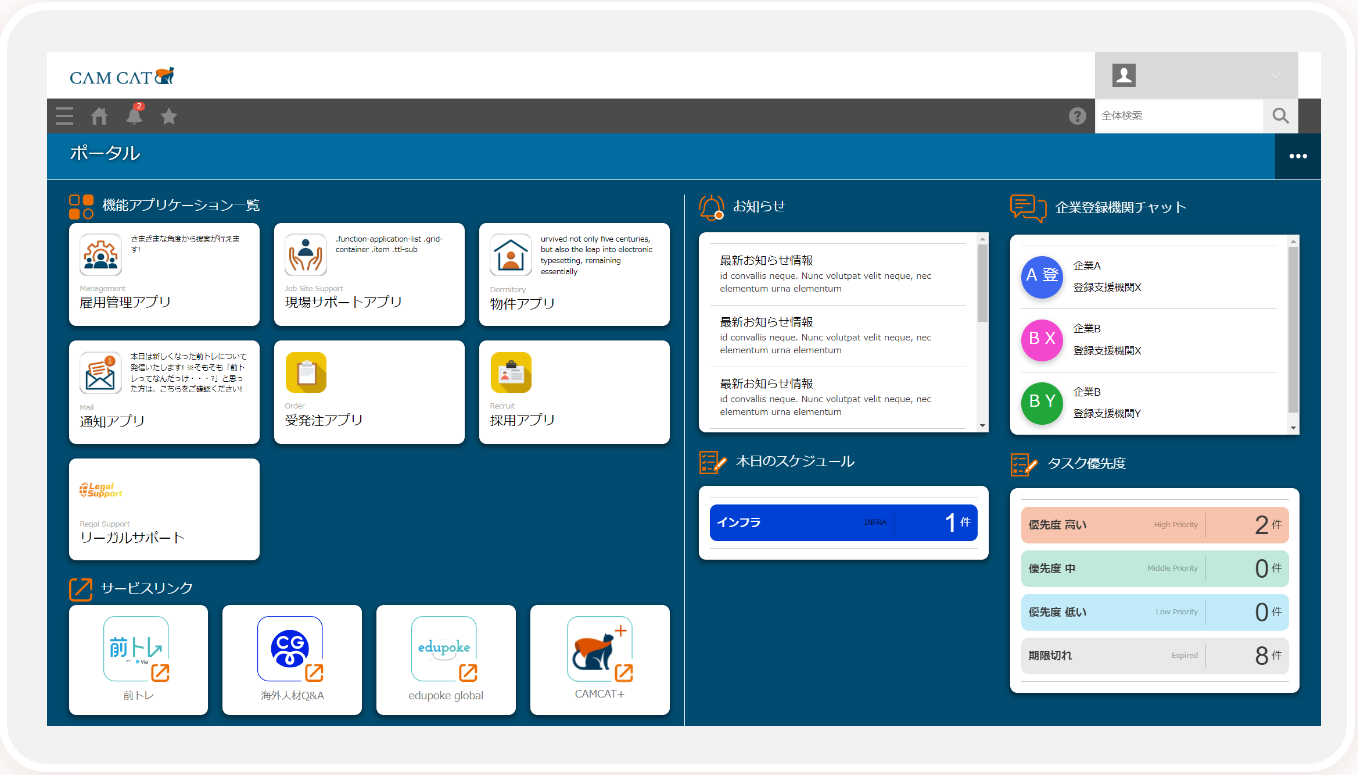 CAM CAT
2
?
全体検索
ポータル
機能アプリケーション一覧
さまざまな角度から提案が行えま
す!
Management
雇用管理アプリ
.function-application-list .grid-
container .item .ttl-sub
Job Site Support
現場サポートアプリ
urvived not only five centuries,
but also the leap into electronic
typesetting, remaining
essentially
Dormitory
物件アプリ
本日は新しくなった前トレについて
発信いたします! ※そもそも「前ト
レってなんだっけ・・・?」と思っ
た方は、こちらをご確認ください!
Mail
通知アプリ
Order
受発注アプリ
Recruit
採用アプリ
Legal
Support
Regal Support
リーガルサポート
サービスリンク
前トレ
Via
前トレ
CG
海外人材Q&A
edupoke
edupoke global
CAMCAT+
お知らせ
最新お知らせ情報
id convallis neque. Nunc volutpat velit neque, nec
elementum urna elementum
最新お知らせ情報
id convallis neque. Nunc volutpat velit neque, nec
elementum urna elementum
最新お知らせ情報
id convallis neque. Nunc volutpat velit neque, nec
elementum urna elementum
企業登録機関チャット
A 登
企業A
登録支援機関X
B X
企業B
登録支援機関X
B Y
企業B
登録支援機関Y
本日のスケジュール
インフラ INFRA 1 件
タスク優先度
優先度 高い High Priority 2 件
優先度 中 Middle Priority 0 件
優先度 低い Low Priority 0 件
期限切れ Expired 8 件